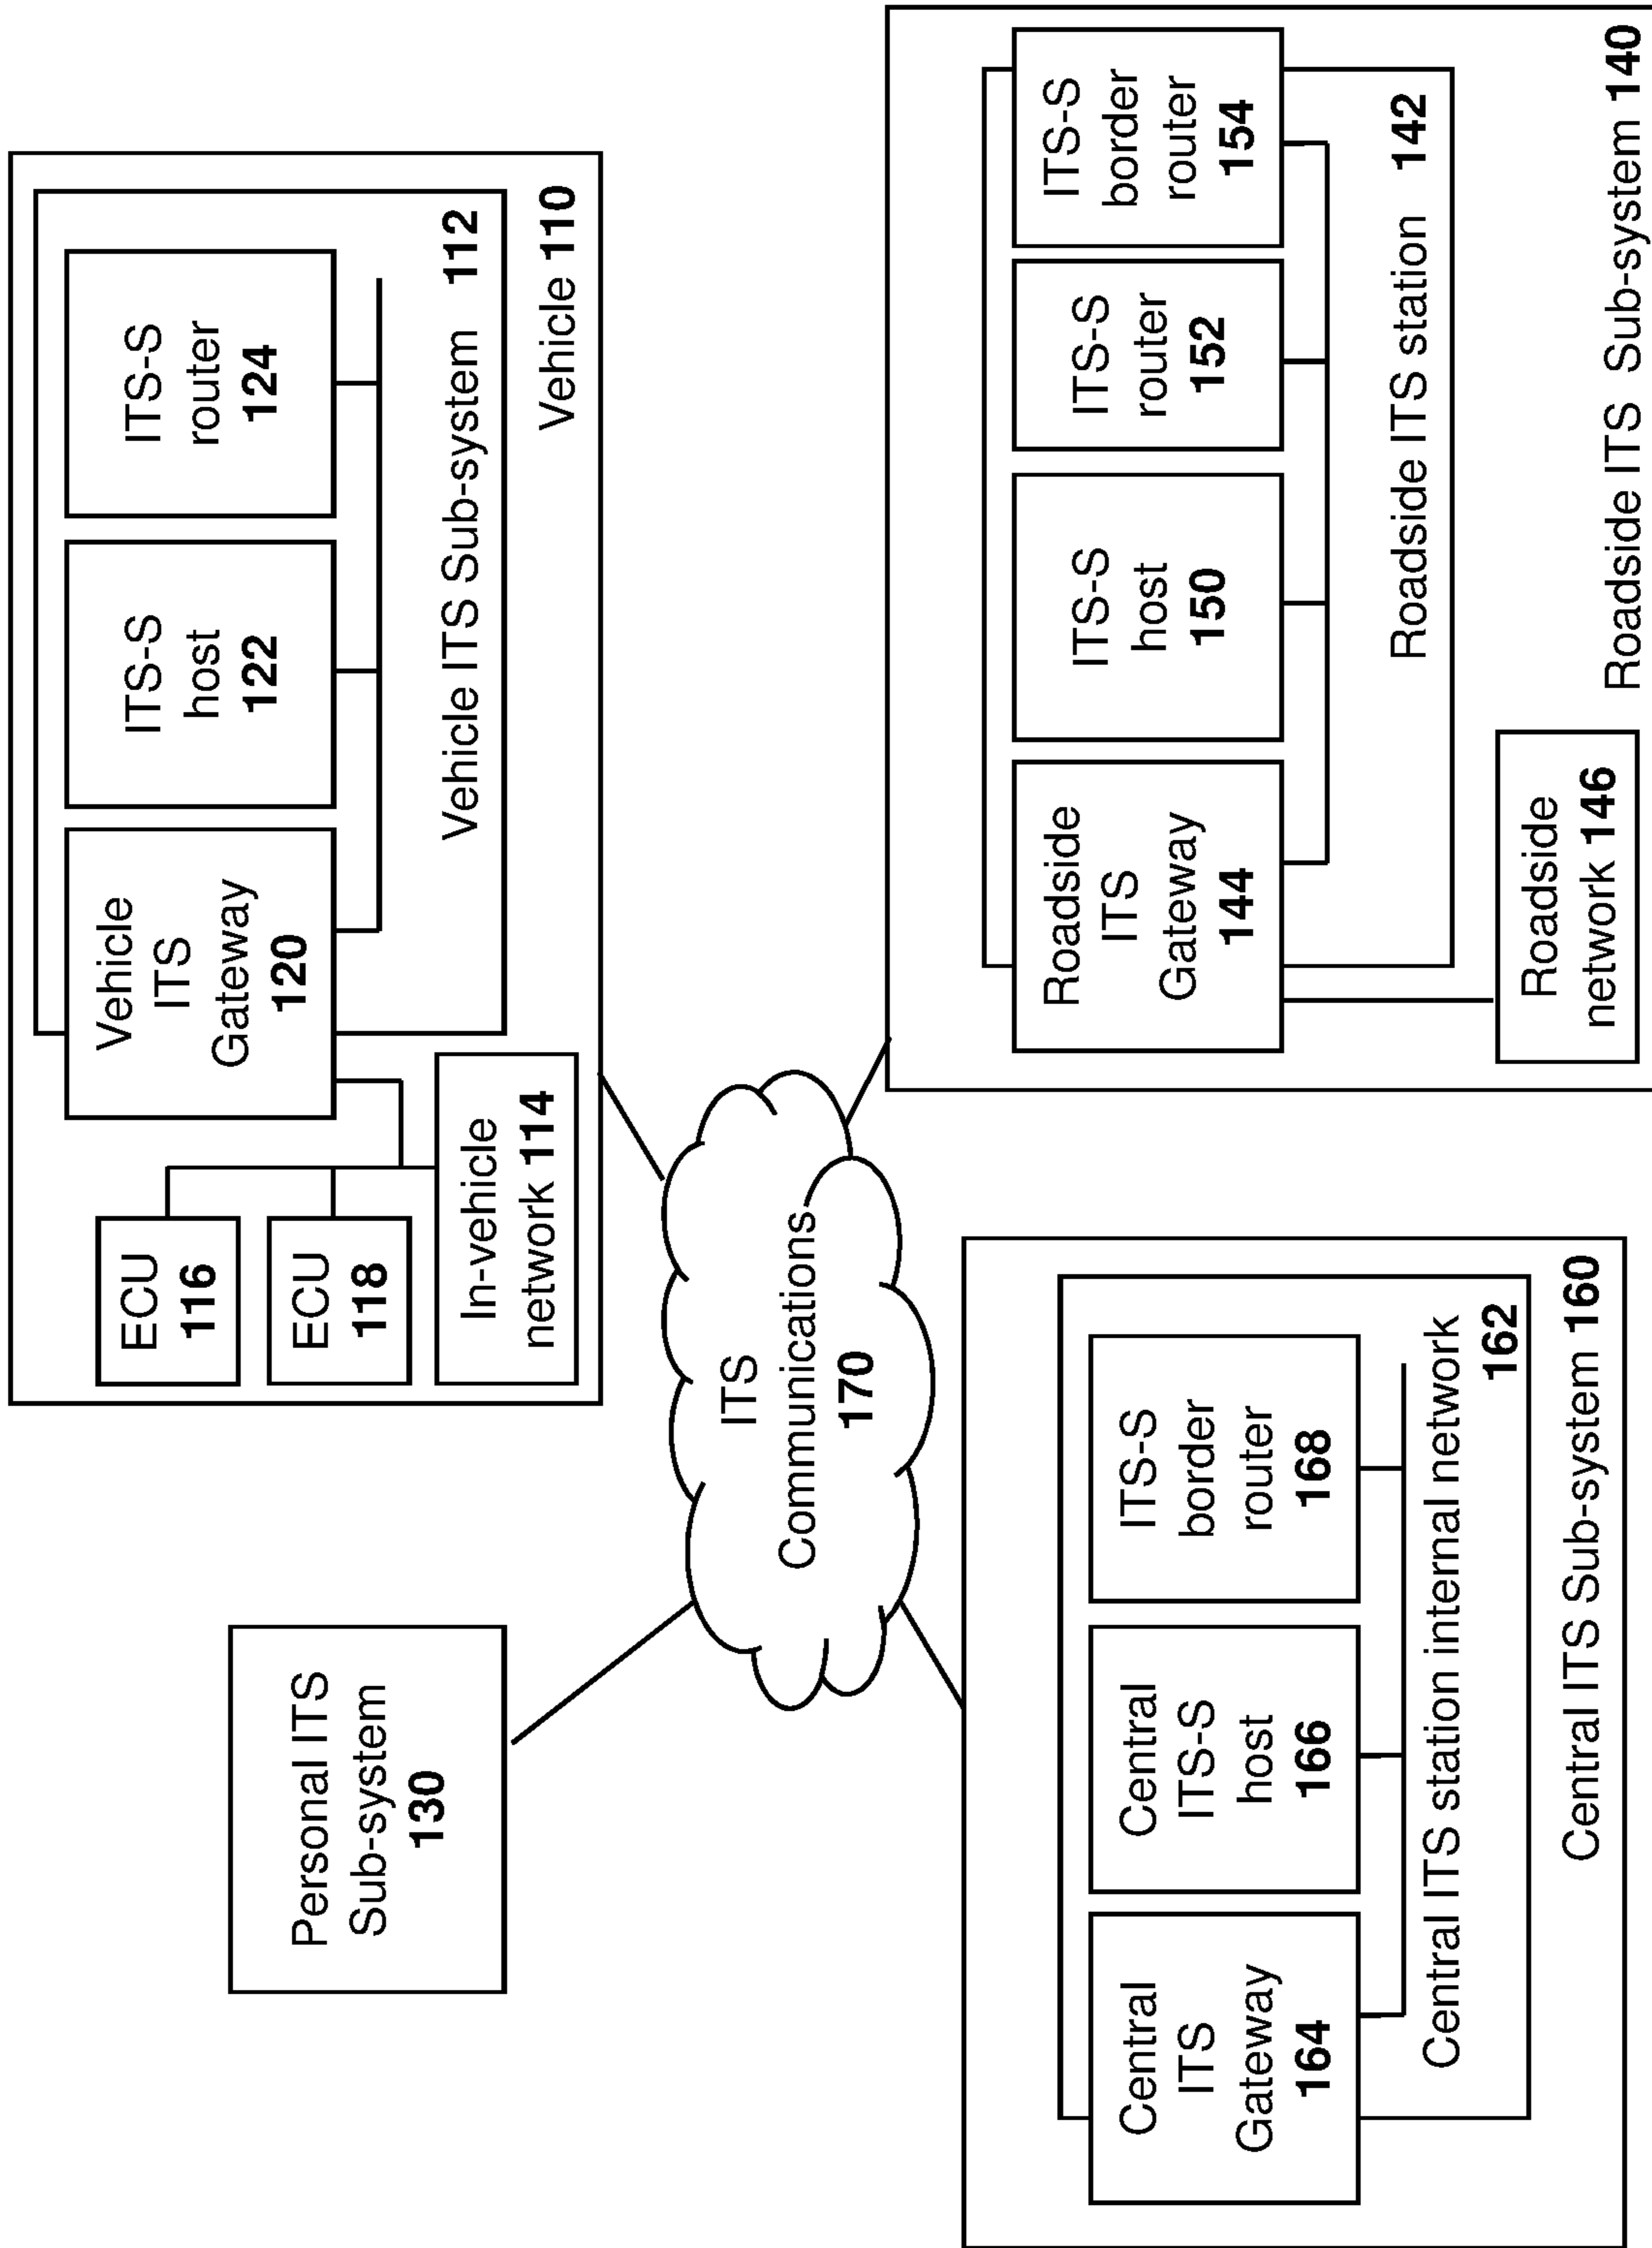 Personal ITS
Sub-system
130
ECU
116
ECU
118
In-vehicle
network 114
Vehicle
ITS
Gateway
120
ITS-S
host
122
ITS-S
router
124
Vehicle ITS Sub-system 112
Vehicle 110
ITS
Communications
170
Central
ITS
Gateway
164
Central
ITS-S
host
166
ITS-S
border
router
168
Central ITS station internal network
162
Central ITS Sub-system 160
Roadside
ITS
Gateway
144
ITS-S
host
150
ITS-S
router
152
ITS-S
border
router
154
Roadside ITS station 142
Roadside
network 146
Roadside ITS Sub-system 140